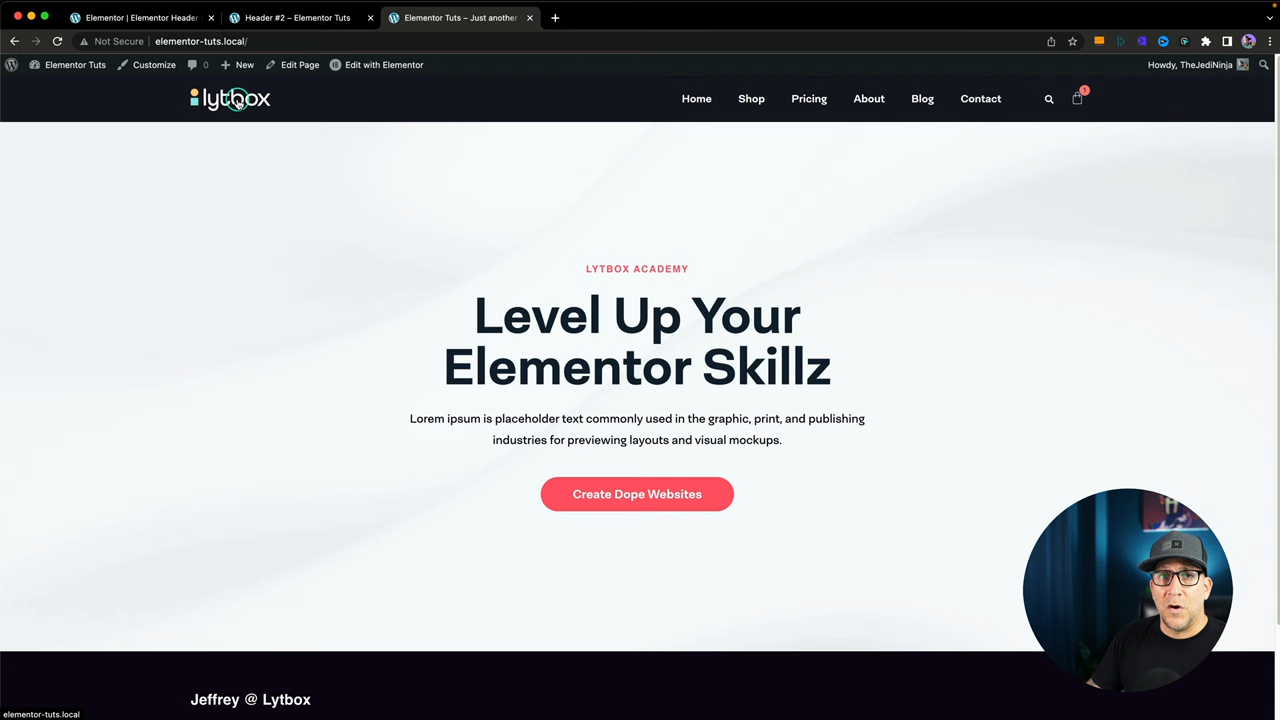 Elementor | Elementor Header
Header #2 – Elementor Tuts
Elementor Tuts – Just another
Not Secure
elementor-tuts.local/
Elementor Tuts
Customize
0
New
Edit Page
Edit with Elementor
Howdy, TheJediNinja
lytbox
Home
Shop
Pricing
About
Blog
Contact
1
LYTBOX ACADEMY
Level Up Your
Elementor Skillz
Lorem ipsum is placeholder text commonly used in the graphic, print, and publishing
industries for previewing layouts and visual mockups.
Create Dope Websites
Jeffrey @ Lytbox
elementor-tuts.local